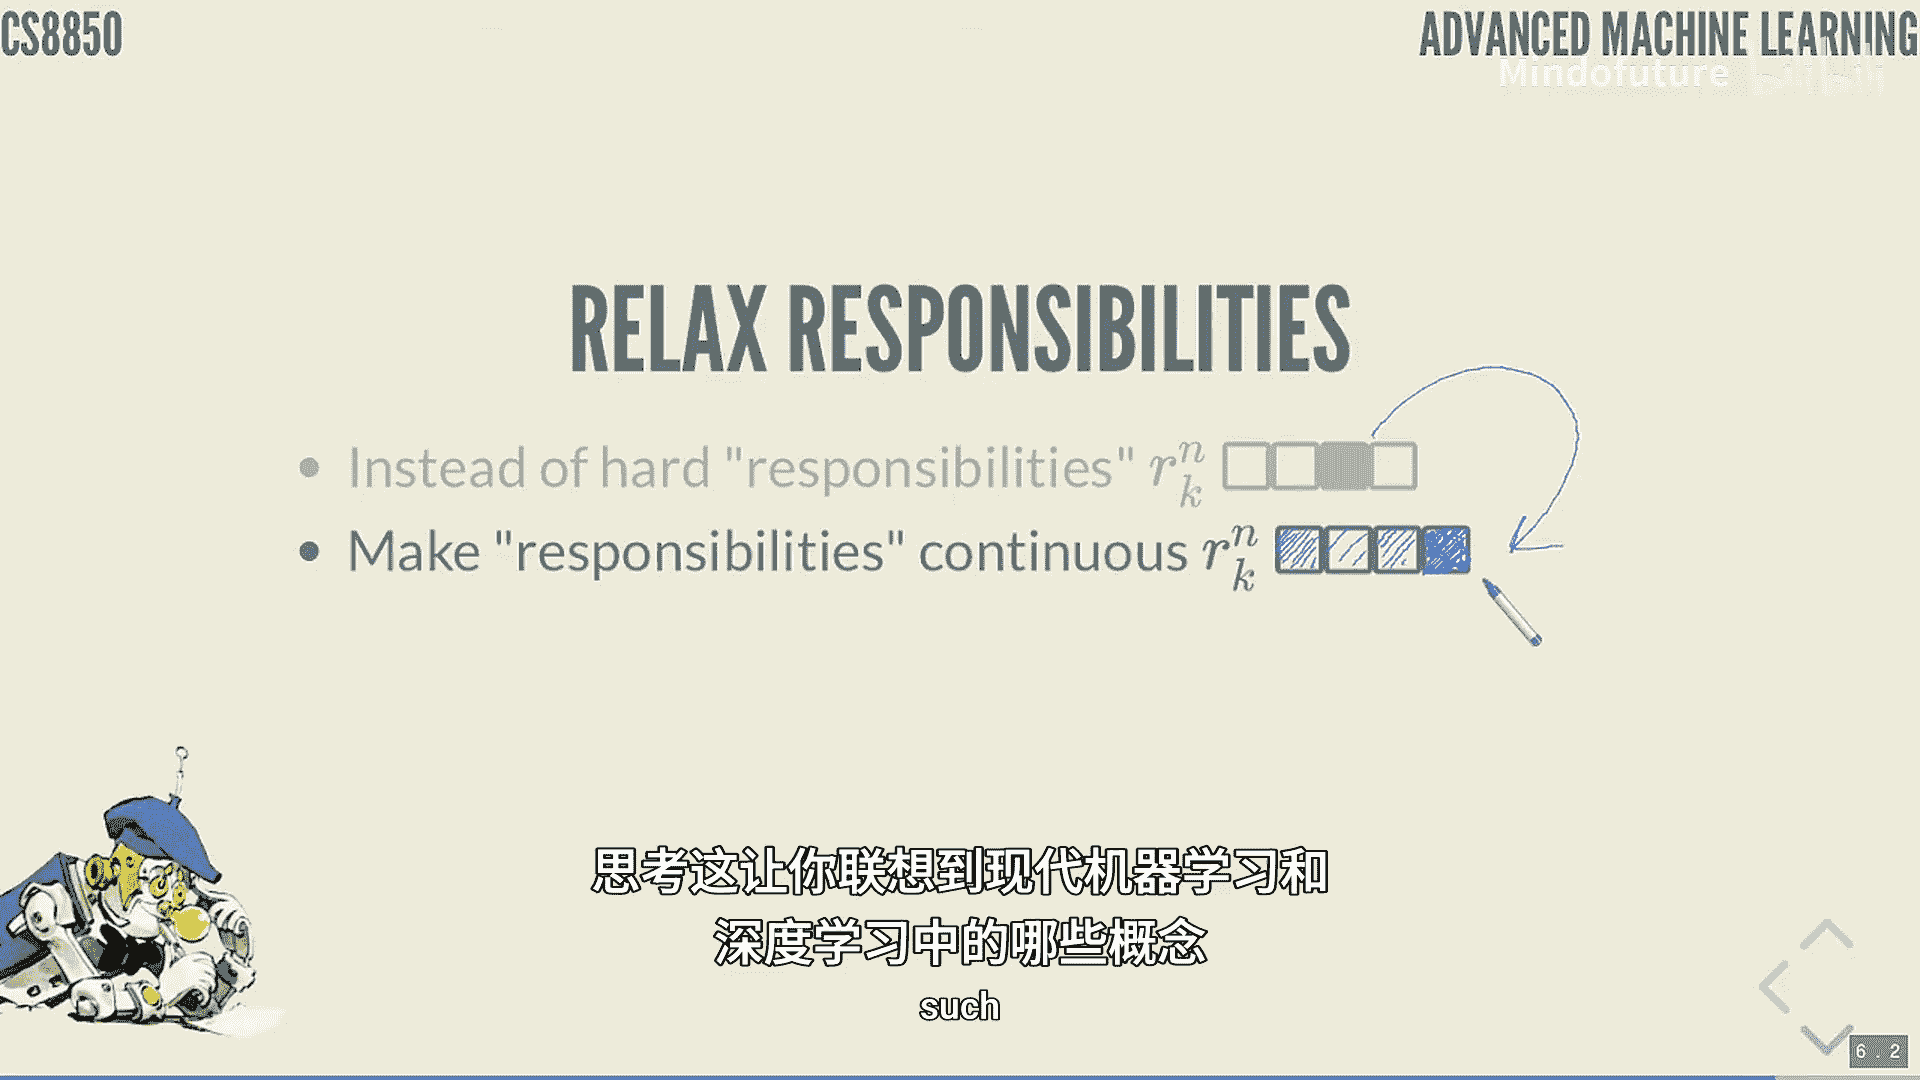 CS8850
ADVANCED MACHINE LEARNING
Mindofuture
RELAX RESPONSIBILITIES
• Instead of hard "responsibilities" r^n_k
• Make "responsibilities" continuous r^n_k
思考这让你联想到现代机器学习和
深度学习中的哪些概念
such
6.2